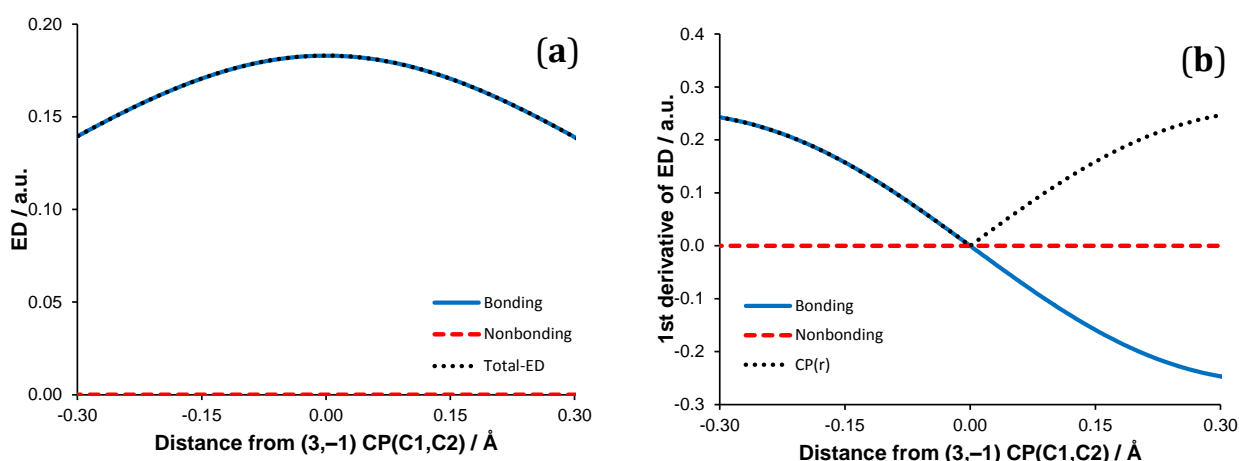 (a)
0.20
0.15
0.10
0.05
0.00
ED / a.u.
Bonding
Nonbonding
Total-ED
-0.30
-0.15
0.00
0.15
0.30
Distance from (3,–1) CP(C1,C2) / Å
(b)
0.4
0.3
0.2
0.1
0.0
-0.1
-0.2
-0.3
1st derivative of ED / a.u.
Bonding
Nonbonding
CP(r)
-0.30
-0.15
0.00
0.15
0.30
Distance from (3,–1) CP(C1,C2) / Å